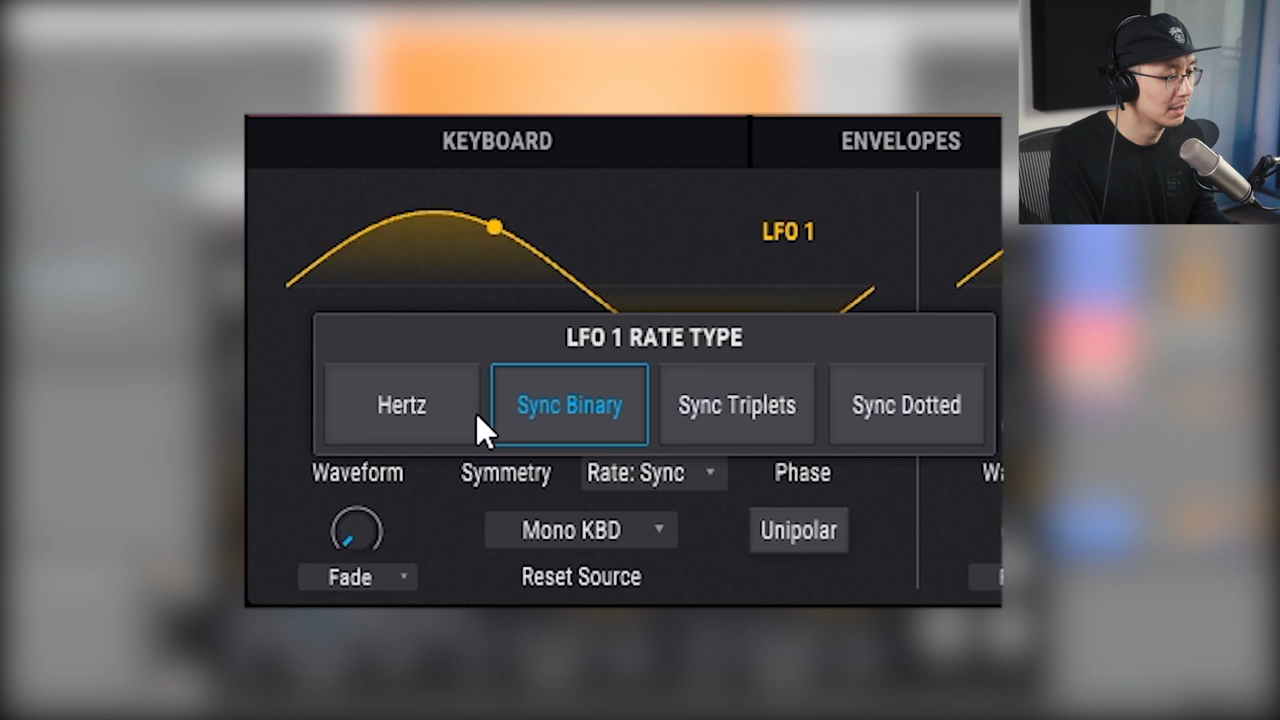 KEYBOARD ENVELOPES
LFO 1
LFO 1 RATE TYPE
Hertz Sync Binary Sync Triplets Sync Dotted
Waveform Symmetry Rate: Sync Phase
Mono KBD Unipolar
Fade Reset Source